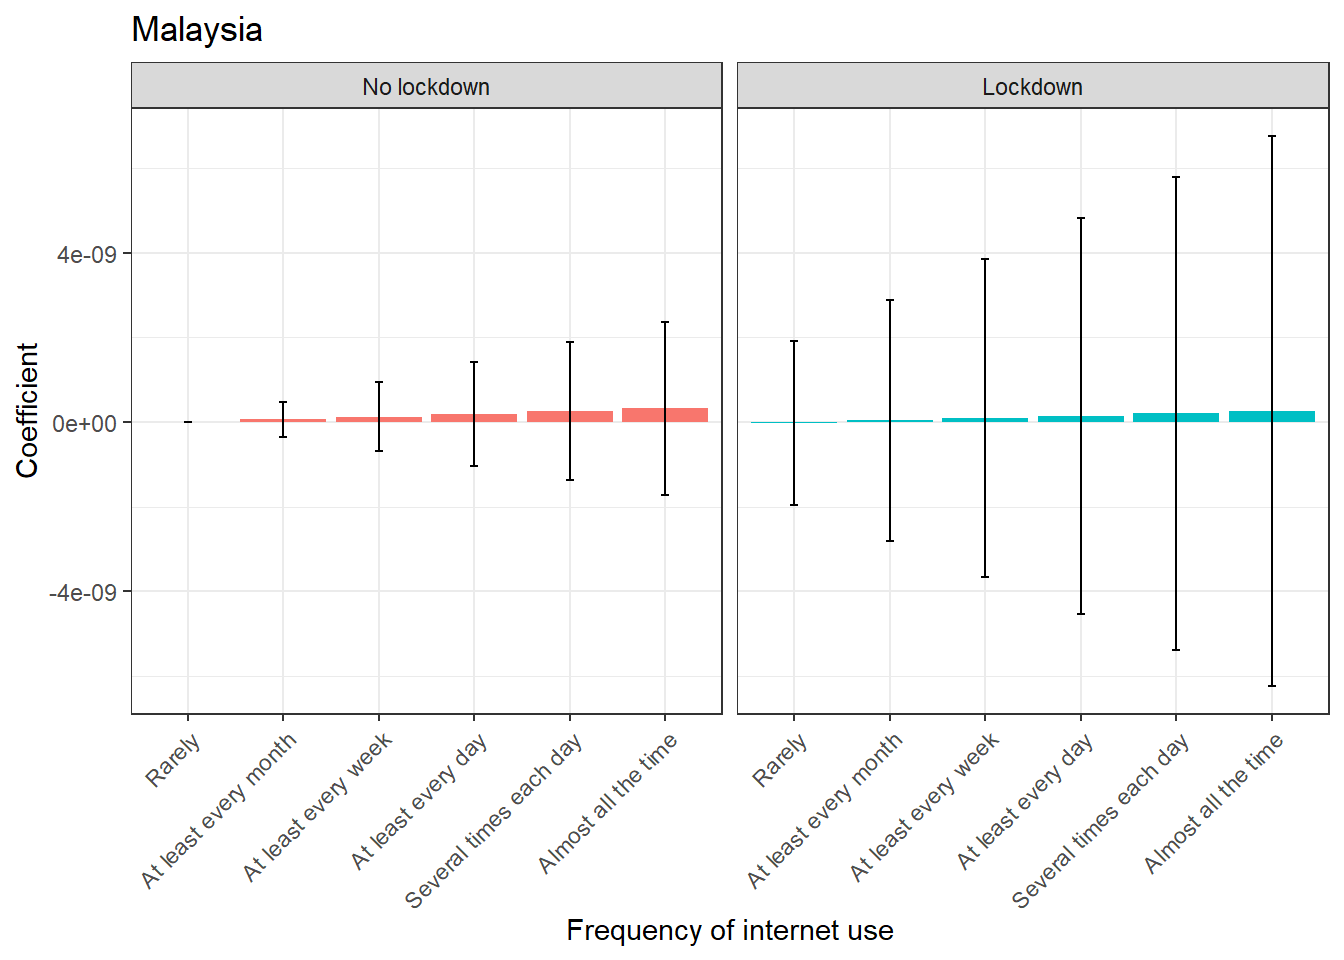 Malaysia
No lockdown
Lockdown
Coefficient
4e-09
0e+00
-4e-09
Rarely
At least every month
At least every week
At least every day
Several times each day
Almost all the time
Rarely
At least every month
At least every week
At least every day
Several times each day
Almost all the time
Frequency of internet use